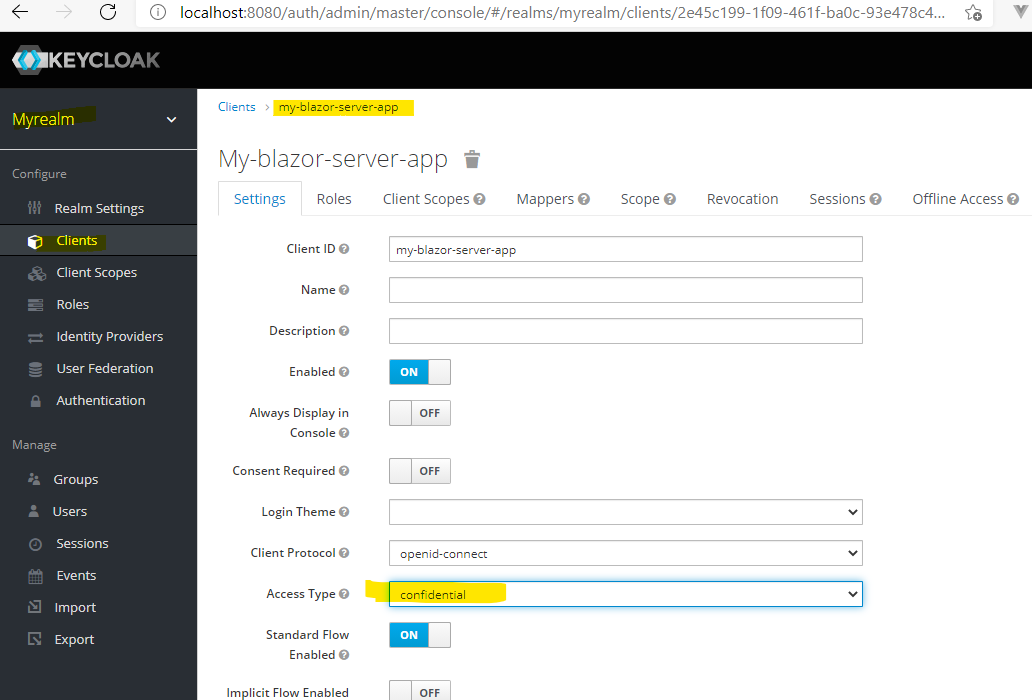 localhost:8080/auth/admin/master/console/#/realms/myrealm/clients/2e45c199-1f09-461f-ba0c-93e478c4...
KEYCLOAK
Myrealm
Configure
Realm Settings
Clients
Client Scopes
Roles
Identity Providers
User Federation
Authentication
Manage
Groups
Users
Sessions
Events
Import
Export
Clients > my-blazor-server-app
My-blazor-server-app
Settings Roles Client Scopes Mappers Scope Revocation Sessions Offline Access
Client ID my-blazor-server-app
Name
Description
Enabled ON
Always Display in
Console OFF
Consent Required OFF
Login Theme
Client Protocol openid-connect
Access Type confidential
Standard Flow
Enabled ON
Implicit Flow Enabled OFF